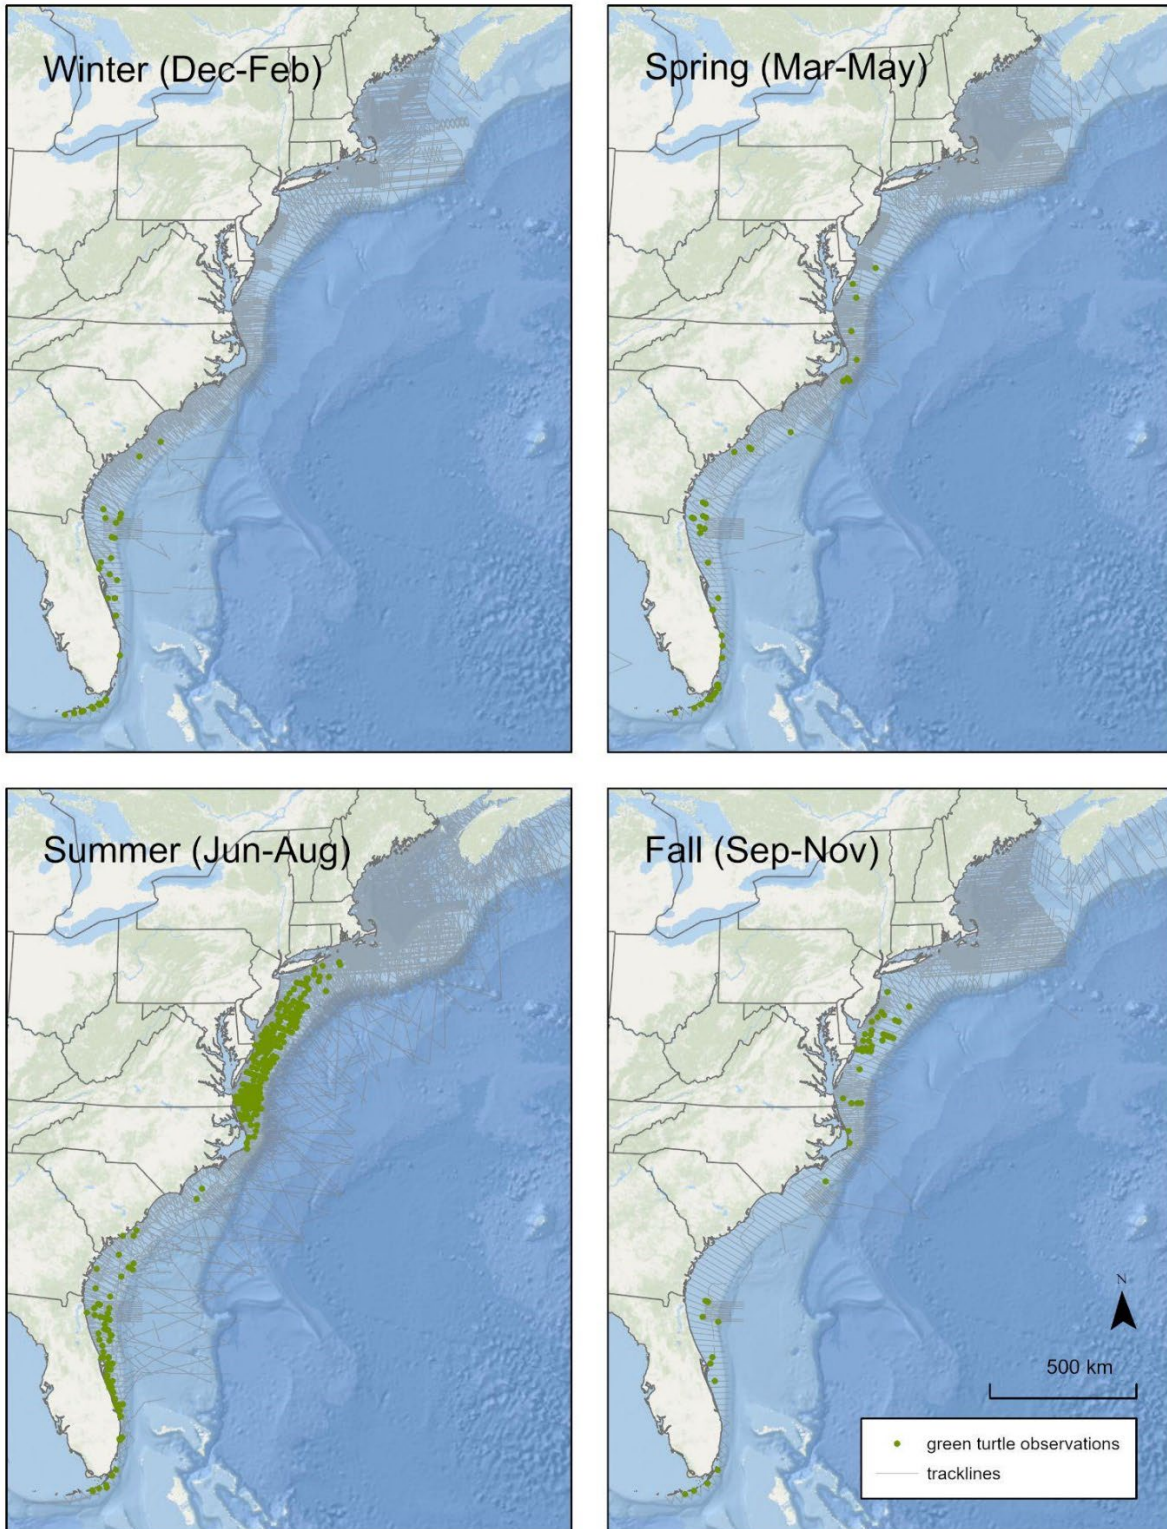 Winter (Dec-Feb)
Spring (Mar-May)
Summer (Jun-Aug)
Fall (Sep-Nov)
N
500 km
green turtle observations
tracklines